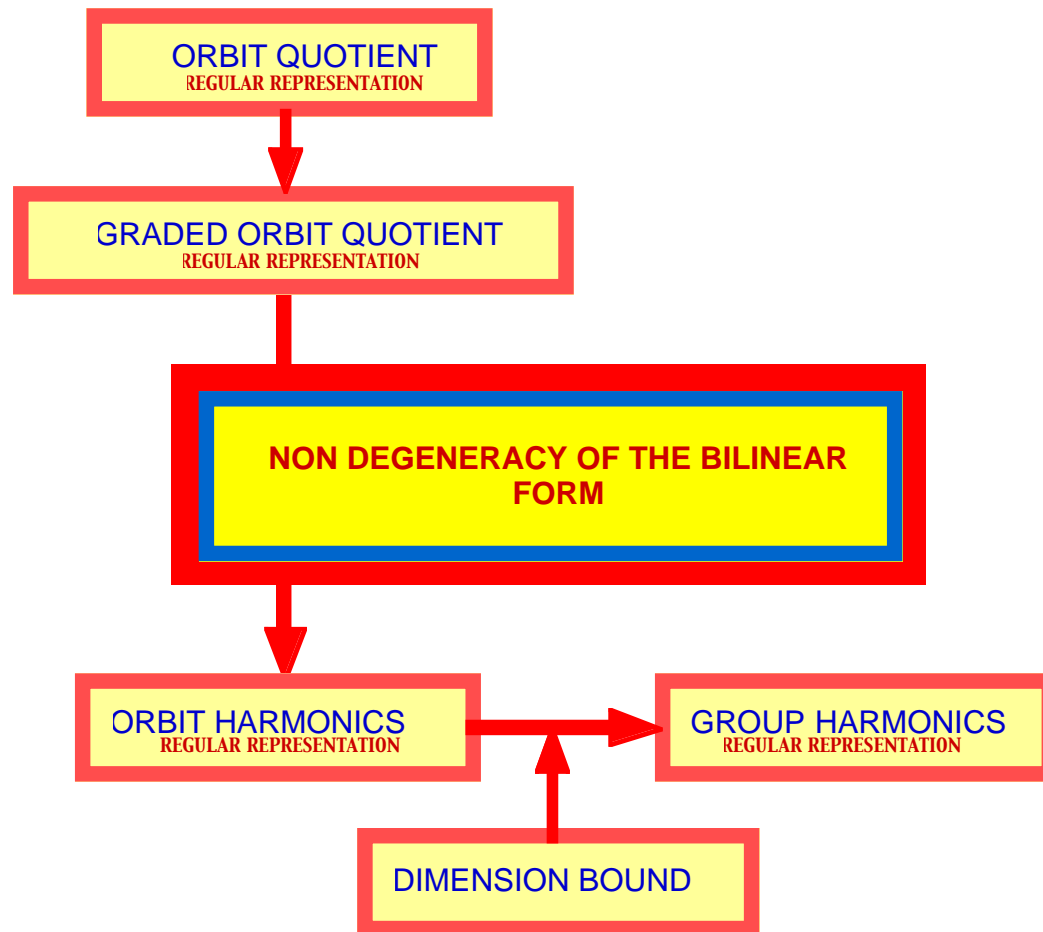 ORBIT QUOTIENT
REGULAR REPRESENTATION
GRADED ORBIT QUOTIENT
REGULAR REPRESENTATION
NON DEGENERACY OF THE BILINEAR
FORM
ORBIT HARMONICS
REGULAR REPRESENTATION
GROUP HARMONICS
REGULAR REPRESENTATION
DIMENSION BOUND